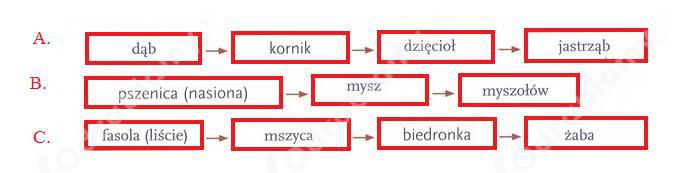 A. dąb → kornik → dzięcioł → jastrząb
B. pszenica (nasiona) → mysz → myszołów
C. fasola (liście) → mszyca → biedronka → żaba